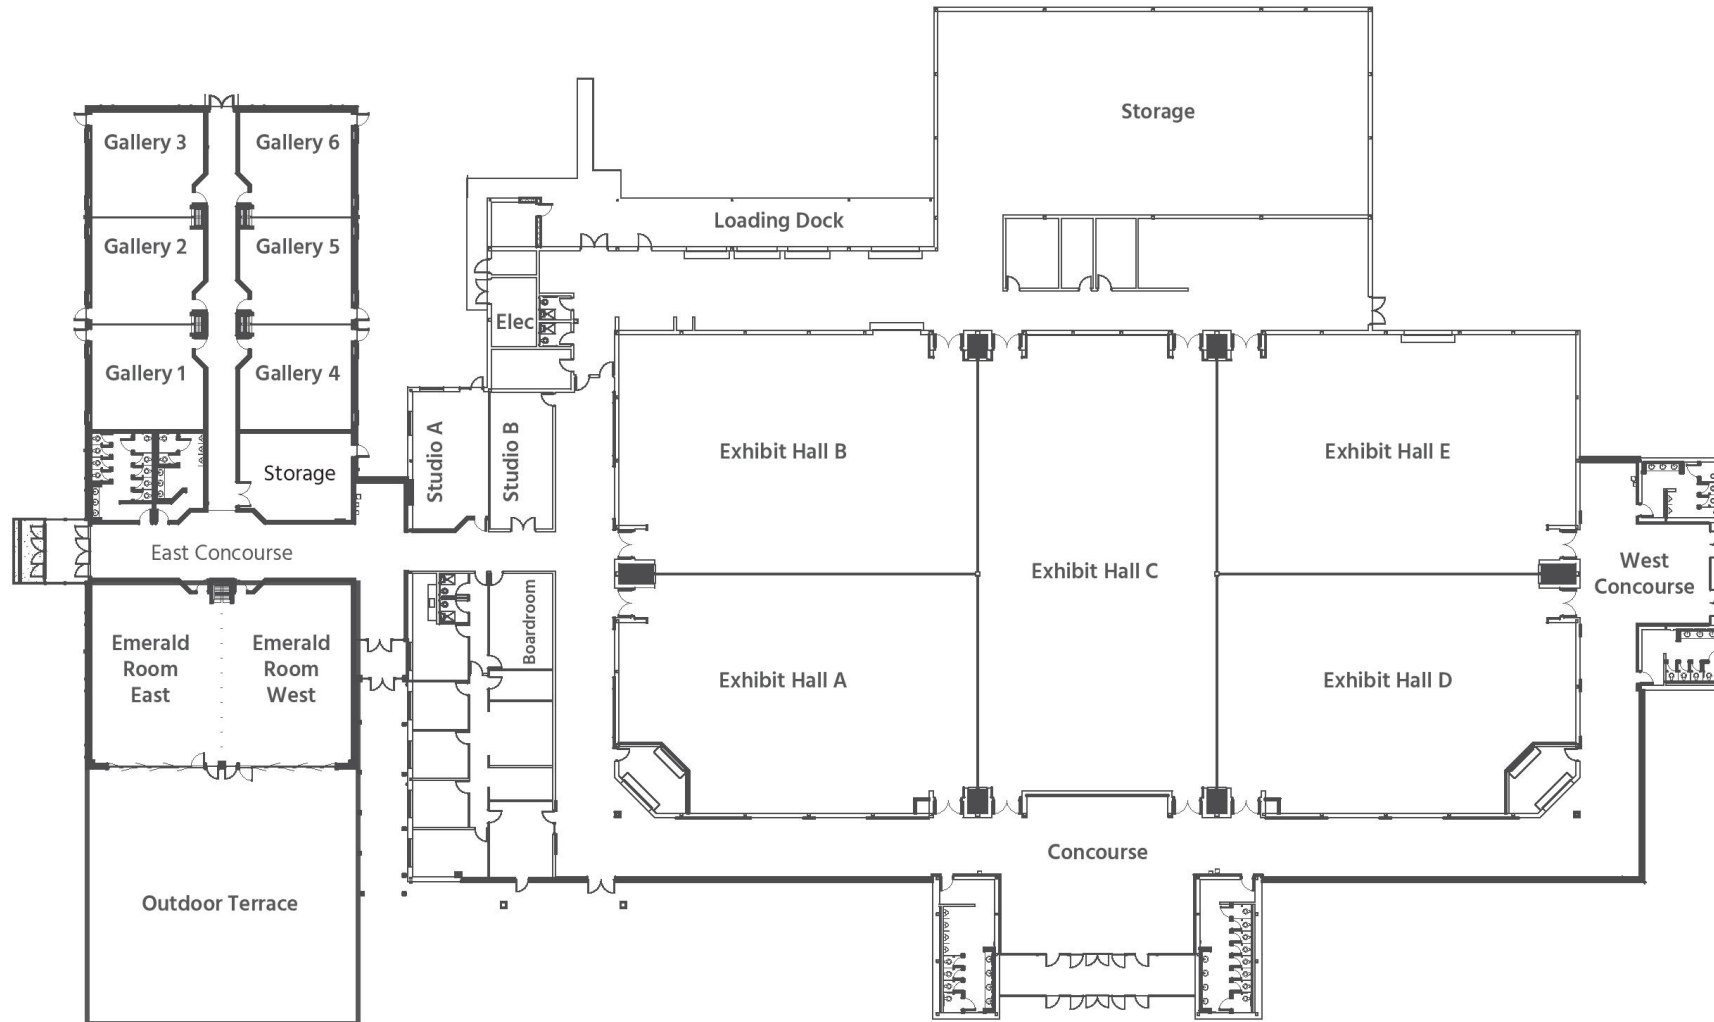 Storage
Gallery 3
Gallery 6
Loading Dock
Gallery 2
Gallery 5
Elec
Gallery 1
Gallery 4
Studio A
Studio B
Exhibit Hall B
Exhibit Hall E
Storage
East Concourse
Exhibit Hall C
West
Concourse
Boardroom
Emerald
Room
East
Emerald
Room
West
Exhibit Hall A
Exhibit Hall D
Concourse
Outdoor Terrace